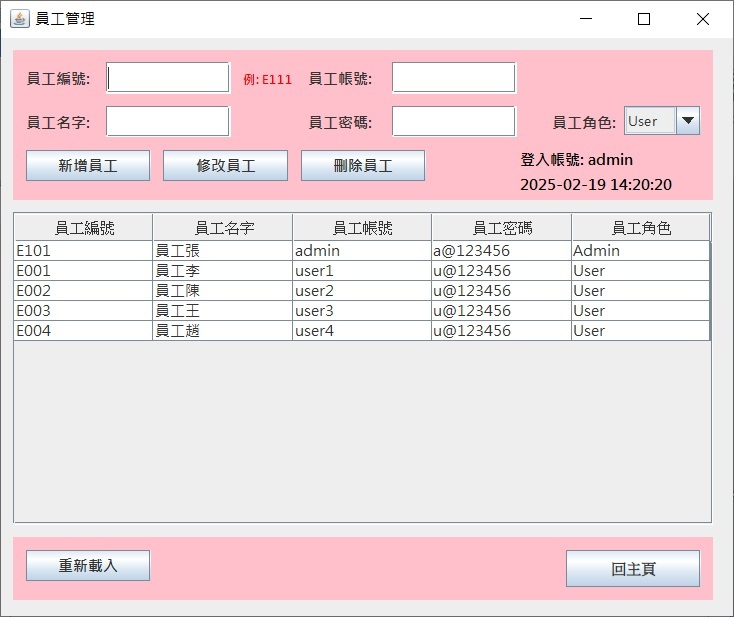 員工管理
員工編號: 例: E111 員工帳號:
員工名字: 員工密碼: 員工角色: User
新增員工 修改員工 刪除員工 登入帳號: admin
2025-02-19 14:20:20
員工編號 員工名字 員工帳號 員工密碼 員工角色
E101 員工張 admin a@123456 Admin
E001 員工李 user1 u@123456 User
E002 員工陳 user2 u@123456 User
E003 員工王 user3 u@123456 User
E004 員工趙 user4 u@123456 User
重新載入 回主頁